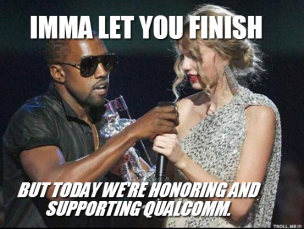 IMMA LET YOU FINISH
BUT TODAY WE'RE HONORING AND
SUPPORTING QUALCOMM.
TROLL.ME